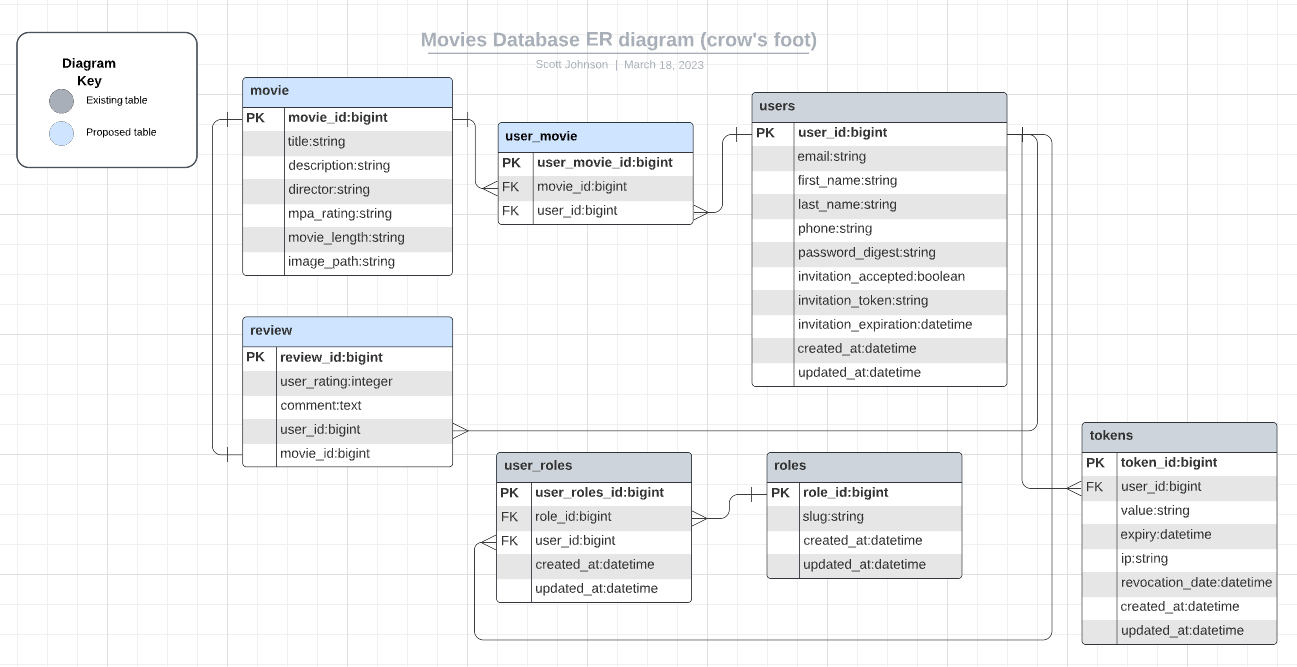 Movies Database ER diagram (crow's foot)
Scott Johnson | March 18, 2023
Diagram
Key
Existing table
Proposed table
movie
PK movie_id:bigint
title:string
description:string
director:string
mpa_rating:string
movie_length:string
image_path:string
user_movie
PK user_movie_id:bigint
FK movie_id:bigint
FK user_id:bigint
users
PK user_id:bigint
email:string
first_name:string
last_name:string
phone:string
password_digest:string
invitation_accepted:boolean
invitation_token:string
invitation_expiration:datetime
created_at:datetime
updated_at:datetime
review
PK review_id:bigint
user_rating:integer
comment:text
user_id:bigint
movie_id:bigint
user_roles
PK user_roles_id:bigint
FK role_id:bigint
FK user_id:bigint
created_at:datetime
updated_at:datetime
roles
PK role_id:bigint
slug:string
created_at:datetime
updated_at:datetime
tokens
PK token_id:bigint
FK user_id:bigint
value:string
expiry:datetime
ip:string
revocation_date:datetime
created_at:datetime
updated_at:datetime